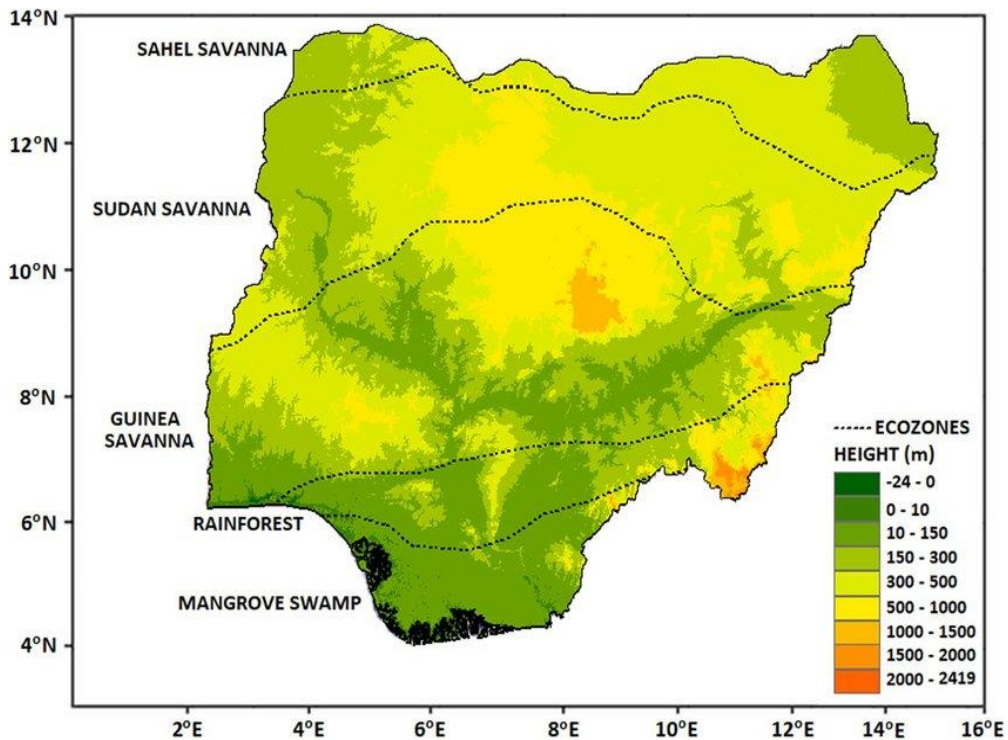 14°N
SAHEL SAVANNA
12°N
SUDAN SAVANNA
10°N
8°N
GUINEA
SAVANNA
6°N
RAINFOREST
MANGROVE SWAMP
4°N
ECOZONES
HEIGHT (m)
-24 - 0
0 - 10
10 - 150
150 - 300
300 - 500
500 - 1000
1000 - 1500
1500 - 2000
2000 - 2419
2°E 4°E 6°E 8°E 10°E 12°E 14°E 16°E